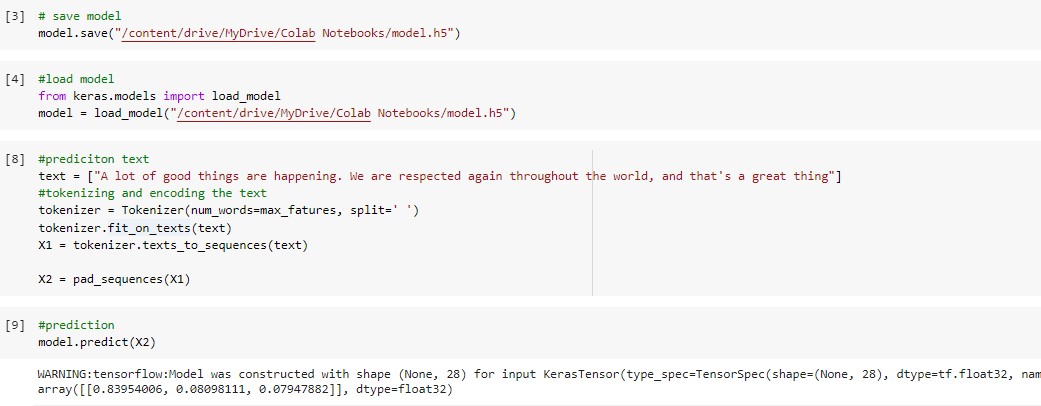 [3] # save model
model.save("/content/drive/MyDrive/Colab Notebooks/model.h5")
[4] #load model
from keras.models import load_model
model = load_model("/content/drive/MyDrive/Colab Notebooks/model.h5")
[8] #prediciton text
text = ["A lot of good things are happening. We are respected again throughout the world, and that's a great thing"]
#tokenizing and encoding the text
tokenizer = Tokenizer(num_words=max_fatures, split=' ')
tokenizer.fit_on_texts(text)
X1 = tokenizer.texts_to_sequences(text)
X2 = pad_sequences(X1)
[9] #prediction
model.predict(X2)
WARNING:tensorflow:Model was constructed with shape (None, 28) for input KerasTensor(type_spec=TensorSpec(shape=(None, 28), dtype=tf.float32, nam
array([[0.83954006, 0.08098111, 0.07947882]], dtype=float32)